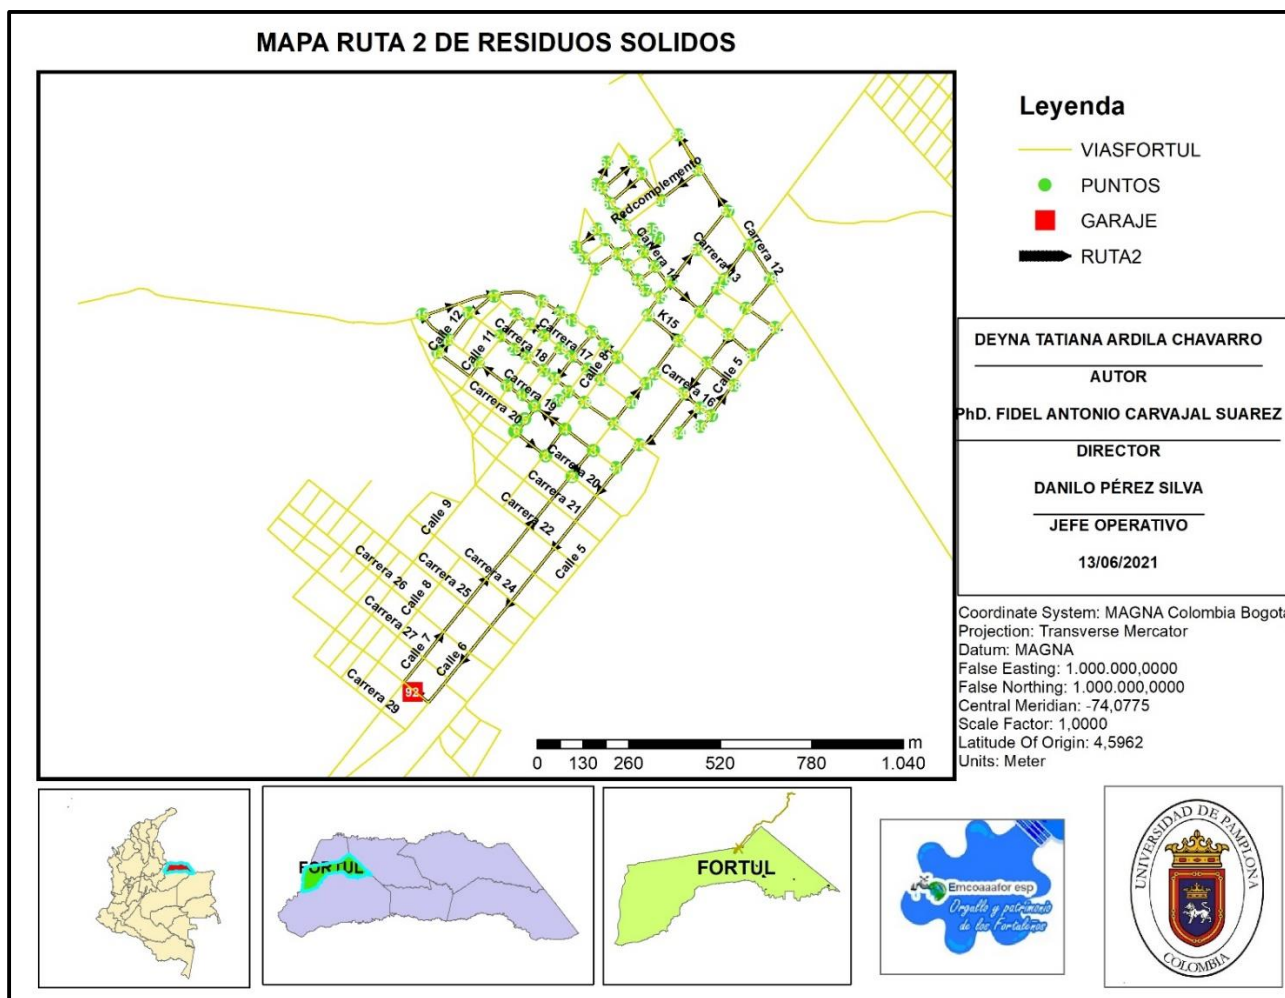 MAPA RUTA 2 DE RESIDUOS SOLIDOS
Redcomplemento
Carrera 12
Carrera 13
Carrera 14
K15
Calle 12
Calle 11
Carrera 17
Carrera 18
Calle 8
Calle 5
Carrera 16
Carrera 19
Carrera 20
Carrera 20
Carrera 21
Carrera 22
Calle 9
Calle 5
Carrera 24
Carrera 25
Carrera 26
Calle 8
Carrera 27
Calle 7
Calle 6
Carrera 29
92
m
0 130 260 520 780 1.040
Leyenda
VIASFORTUL
PUNTOS
GARAJE
RUTA2
DEYNA TATIANA ARDILA CHAVARRO
AUTOR
PhD. FIDEL ANTONIO CARVAJAL SUAREZ
DIRECTOR
DANILO PÉREZ SILVA
JEFE OPERATIVO
13/06/2021
Coordinate System: MAGNA Colombia Bogota
Projection: Transverse Mercator
Datum: MAGNA
False Easting: 1.000.000,0000
False Northing: 1.000.000,0000
Central Meridian: -74,0775
Scale Factor: 1,0000
Latitude Of Origin: 4,5962
Units: Meter
FORTUL
FORTUL
Emcoaaafor esp
Orgullo y patrimonio
de los Fortuleños
UNIVERSIDAD DE PAMPLONA
COLOMBIA